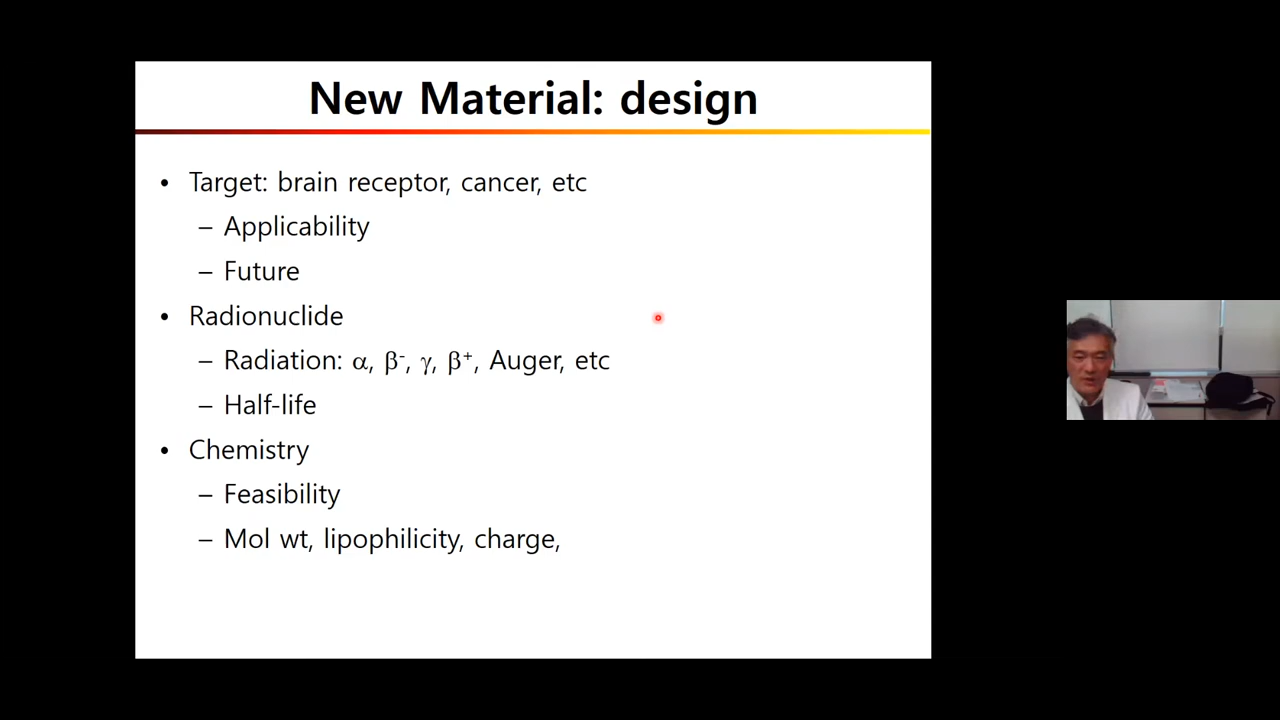 New Material: design
• Target: brain receptor, cancer, etc
– Applicability
– Future
• Radionuclide
– Radiation: α, β⁻, γ, β⁺, Auger, etc
– Half-life
• Chemistry
– Feasibility
– Mol wt, lipophilicity, charge,